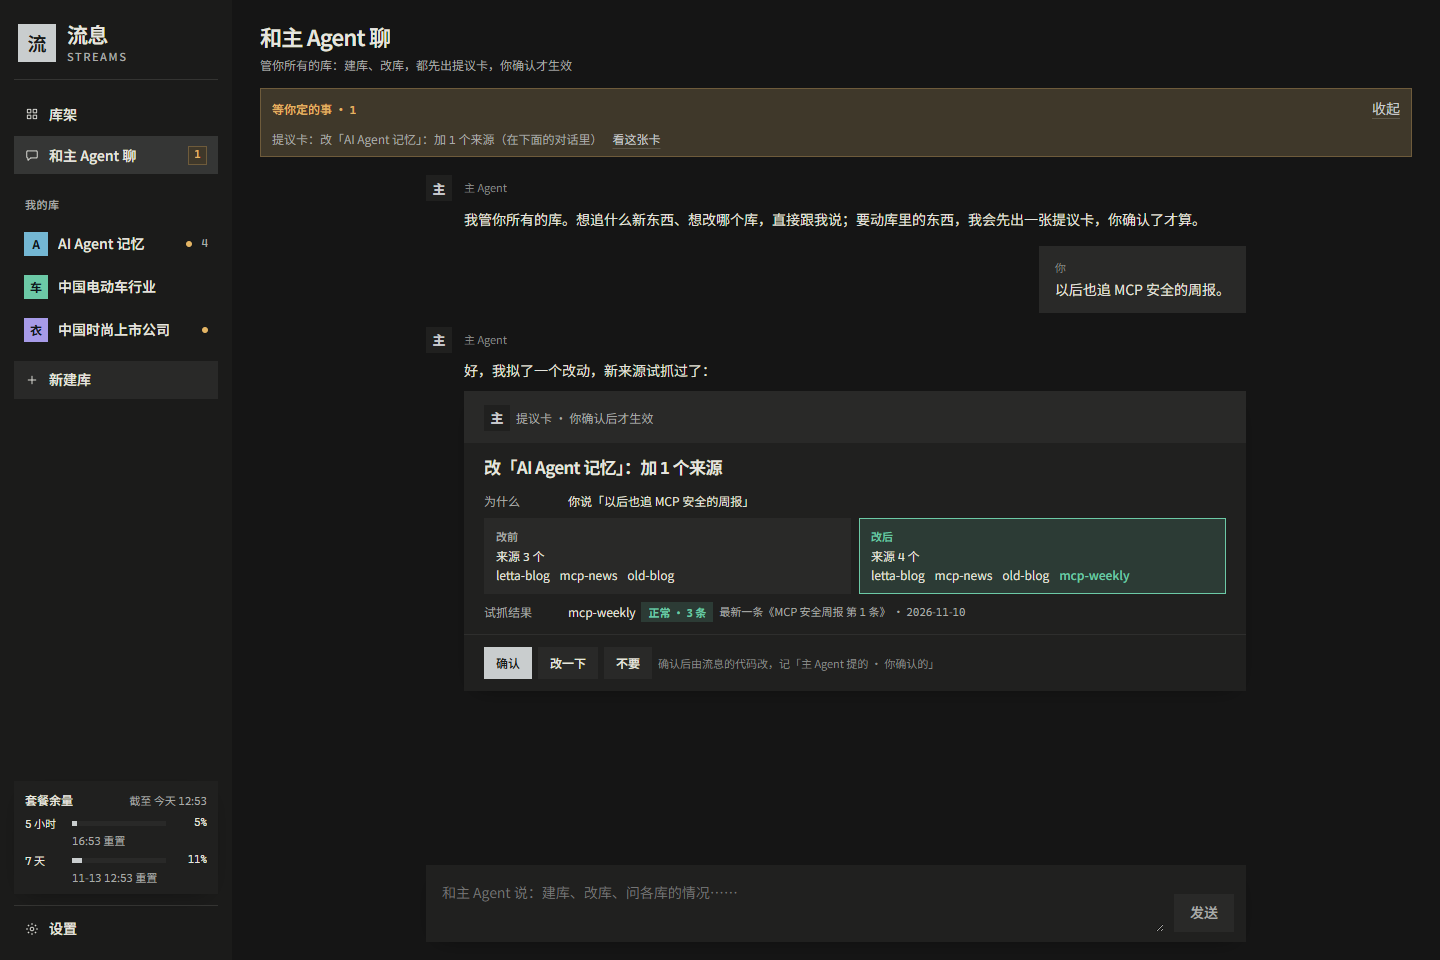 流
流息
STREAMS
库架
和主 Agent 聊
1
我的库
A
AI Agent 记忆
4
车
中国电动车行业
衣
中国时尚上市公司
新建库
套餐余量
截至 今天 12:53
5 小时
5%
16:53 重置
7 天
11%
11-13 12:53 重置
设置
和主 Agent 聊
管你所有的库：建库、改库，都先出提议卡，你确认才生效
等你定的事 · 1
收起
提议卡：改「AI Agent 记忆」：加 1 个来源（在下面的对话里）
看这张卡
主
主 Agent
我管你所有的库。想追什么新东西、想改哪个库，直接跟我说；要动库里的东西，我会先出一张提议卡，你确认了才算。
你
以后也追 MCP 安全的周报。
主
主 Agent
好，我拟了一个改动，新来源试抓过了：
主
提议卡 · 你确认后才生效
改「AI Agent 记忆」：加 1 个来源
为什么
你说「以后也追 MCP 安全的周报」
改前
来源 3 个
letta-blog mcp-news old-blog
改后
来源 4 个
letta-blog mcp-news old-blog mcp-weekly
试抓结果
mcp-weekly
正常 · 3 条
最新一条《MCP 安全周报 第 1 条》 · 2026-11-10
确认
改一下
不要
确认后由流息的代码改，记「主 Agent 提的 · 你确认的」
和主 Agent 说：建库、改库、问各库的情况……
发送